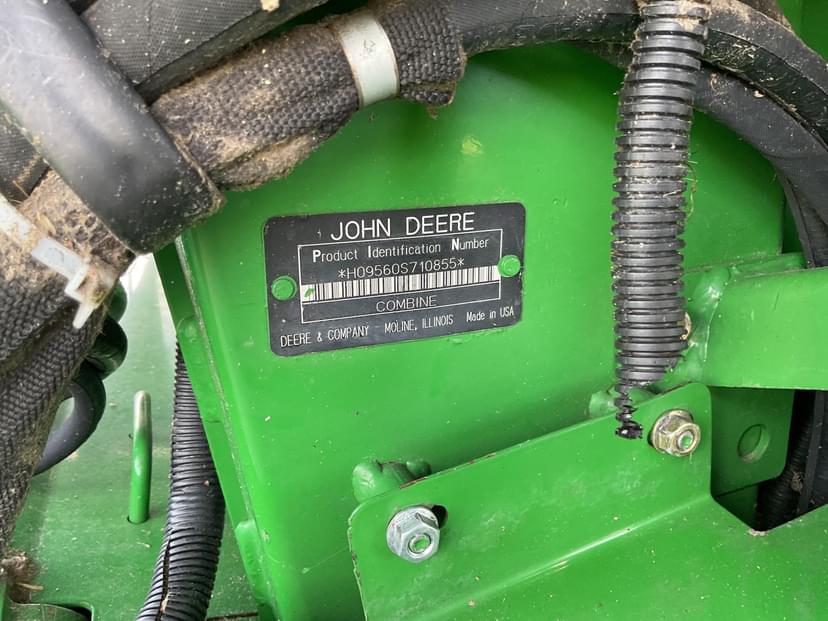 JOHN DEERE
Product Identification Number
*H09560S710855*
COMBINE
DEERE & COMPANY - MOLINE, ILLINOIS Made in USA